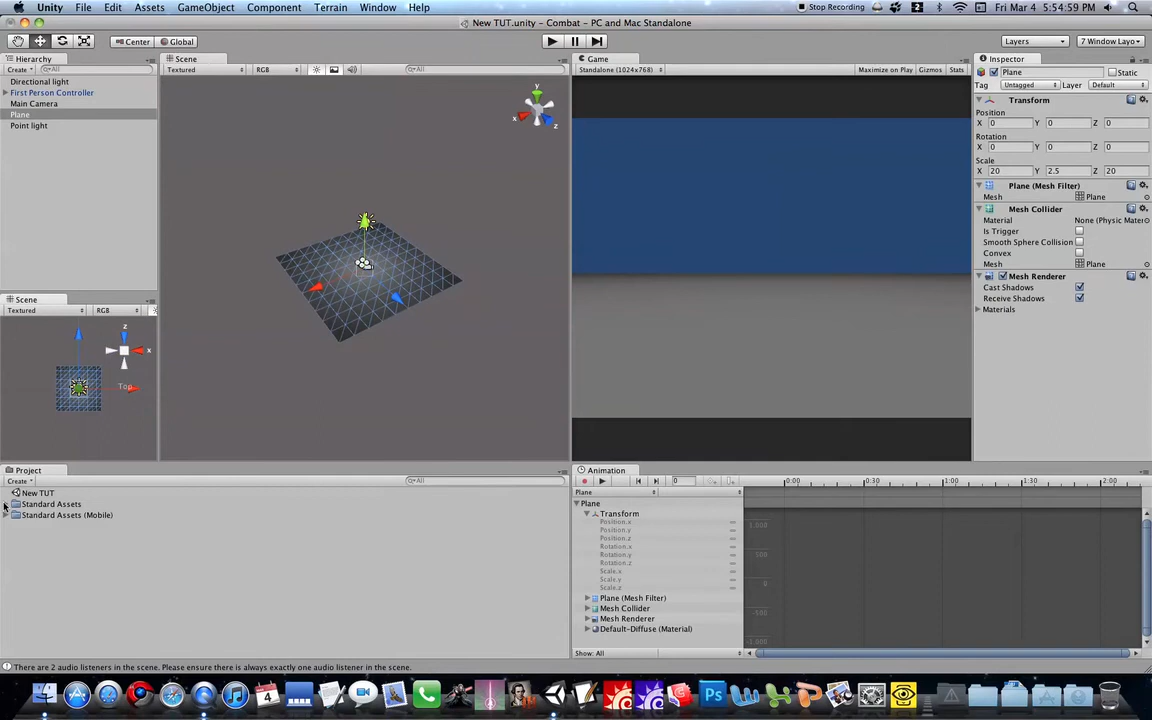 Unity File Edit Assets GameObject Component Terrain Window Help
Stop Recording 2 Fri Mar 4 5:54:59 PM
New TUT.unity - Combat - PC and Mac Standalone
Center Global
Layers 7 Window Layo
Hierarchy
Create All
Directional light
First Person Controller
Main Camera
Plane
Point light
Scene
Textured RGB All
y
x z
Game
Standalone (1024x768) Maximize on Play Gizmos Stats
Inspector
Plane Static
Tag Untagged Layer Default
Transform
Position
X 0 Y 0 Z 0
Rotation
X 0 Y 0 Z 0
Scale
X 20 Y 2.5 Z 20
Plane (Mesh Filter)
Mesh Plane
Mesh Collider
Material None (Physic Mater
Is Trigger
Smooth Sphere Collision
Convex
Mesh Plane
Mesh Renderer
Cast Shadows
Receive Shadows
Materials
Scene
Textured RGB
z
x
Top
Project
Create All
New TUT
Standard Assets
Standard Assets (Mobile)
Animation
0 0:00 0:30 1:00 1:30 2:00
Plane
Plane
Transform
Position.x
Position.y
Position.z
Rotation.x
Rotation.y
Rotation.z
Scale.x
Scale.y
Scale.z
Plane (Mesh Filter)
Mesh Collider
Mesh Renderer
Default-Diffuse (Material)
Show: All
There are 2 audio listeners in the scene. Please ensure there is always exactly one audio listener in the scene.